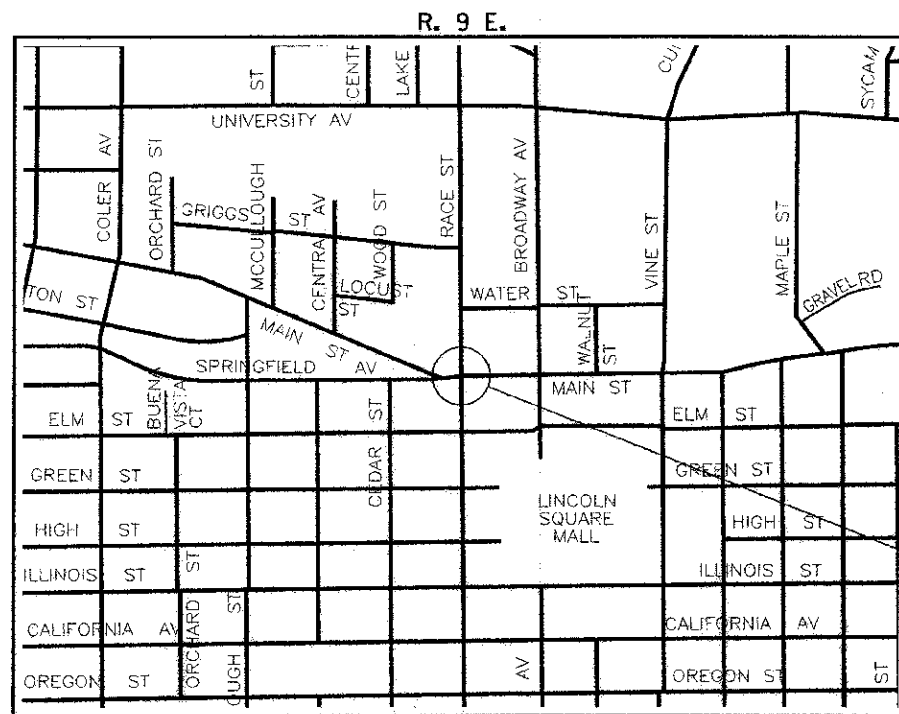 R. 9 E.
ST
CENTR
LAKE
CUN
SYCAM
UNIVERSITY AV
COLER AV
ORCHARD ST
MCCULLOUGH
GRIGGS ST
CENTRAL AV
WOOD ST
RACE ST
BROADWAY AV
VINE ST
MAPLE ST
GRAVEL RD
TON ST
LOCUST ST
WATER ST
WALNUT ST
MAIN ST
SPRINGFIELD AV
MAIN ST
BUENA VISTA CT
ELM ST
CEDAR ST
ELM ST
GREEN ST
GREEN ST
LINCOLN
SQUARE
MALL
HIGH ST
HIGH ST
ILLINOIS ST
ILLINOIS ST
ORCHARD ST
OUGH ST
CALIFORNIA AV
CALIFORNIA AV
OREGON ST
AV
OREGON ST
ST